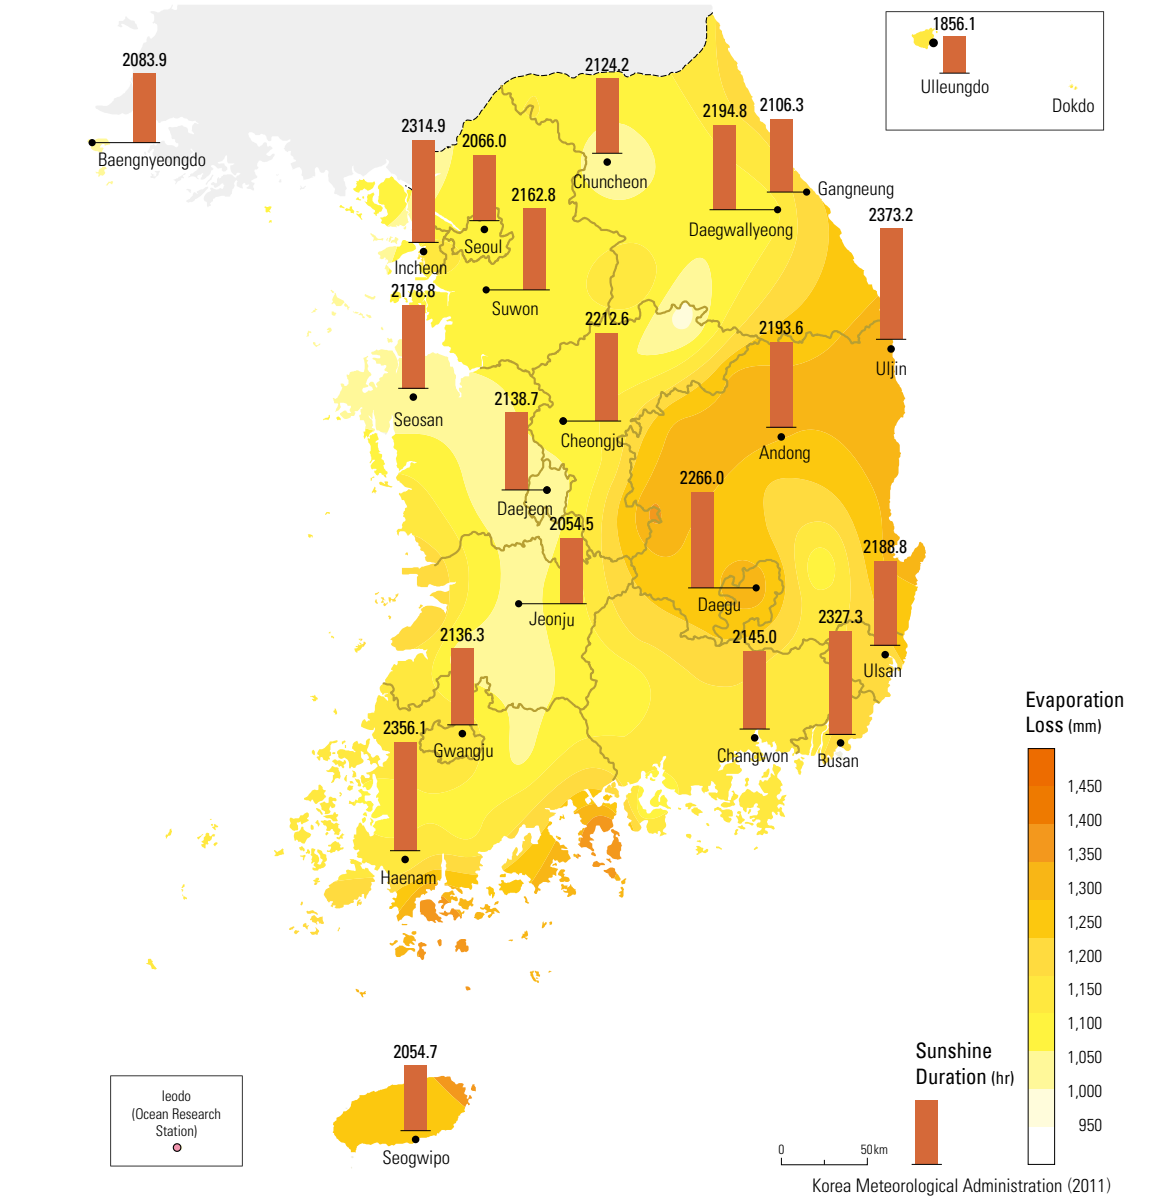 1856.1
Ulleungdo
Dokdo
2083.9
Baengnyeongdo
2124.2
Chuncheon
2194.8
2106.3
Gangneung
Daegwallyeong
2314.9
2066.0
Seoul
Incheon
2162.8
Suwon
2373.2
Uljin
2178.8
Seosan
2212.6
Cheongju
2193.6
Andong
2138.7
Daejeon
2266.0
Daegu
2054.5
Jeonju
2188.8
Ulsan
2136.3
Gwangju
2145.0
Changwon
2327.3
Busan
2356.1
Haenam
2054.7
Seogwipo
Ieodo
(Ocean Research
Station)
Evaporation
Loss (mm)
1,450
1,400
1,350
1,300
1,250
1,200
1,150
1,100
1,050
1,000
950
Sunshine
Duration (hr)
0 50km
Korea Meteorological Administration (2011)